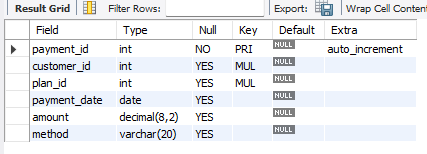 Result Grid Filter Rows: Export: Wrap Cell Conten
Field Type Null Key Default Extra
payment_id int NO PRI NULL auto_increment
customer_id int YES MUL NULL
plan_id int YES MUL NULL
payment_date date YES NULL
amount decimal(8,2) YES NULL
method varchar(20) YES NULL